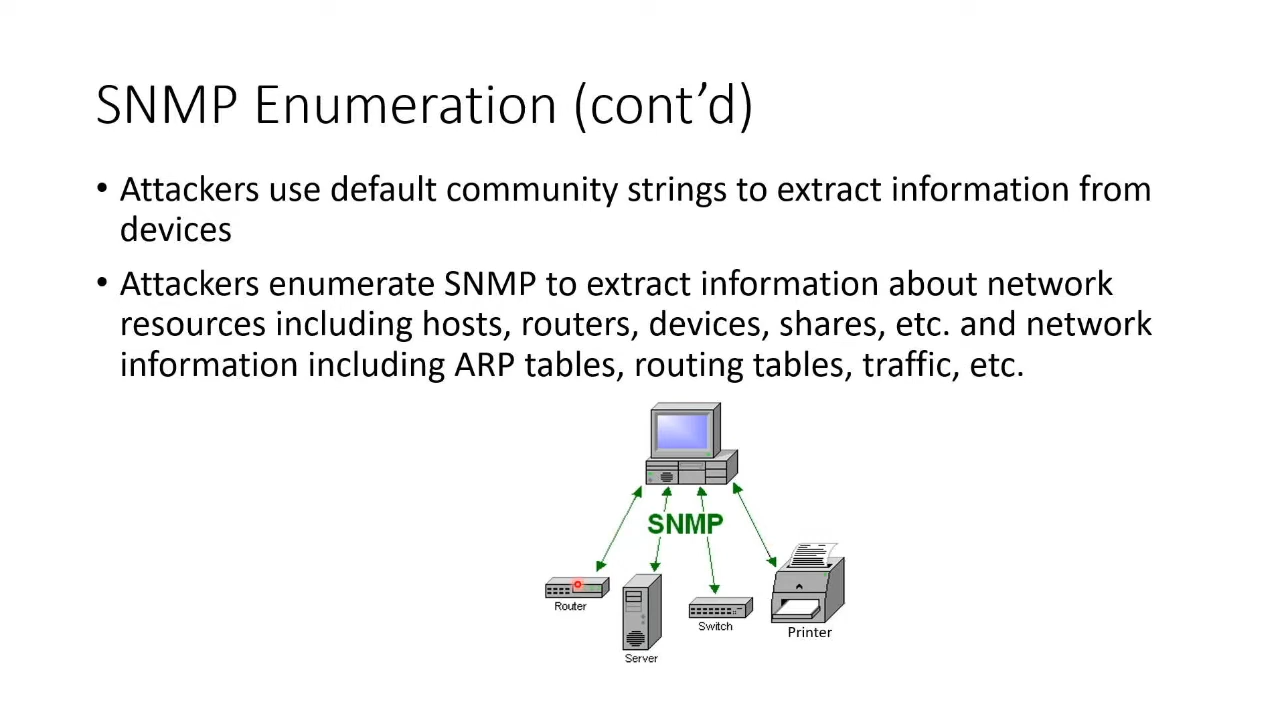 SNMP Enumeration (cont’d)
• Attackers use default community strings to extract information from
devices
• Attackers enumerate SNMP to extract information about network
resources including hosts, routers, devices, shares, etc. and network
information including ARP tables, routing tables, traffic, etc.
SNMP
Router
Server
Switch
Printer